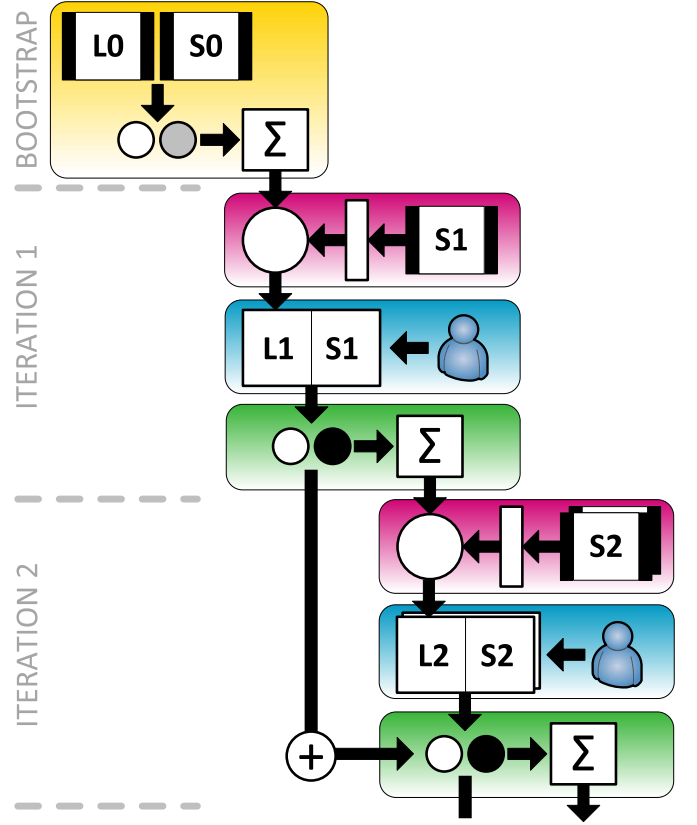 BOOTSTRAP
L0 S0
Σ
ITERATION 1
S1
L1 S1
Σ
ITERATION 2
S2
L2 S2
+
Σ